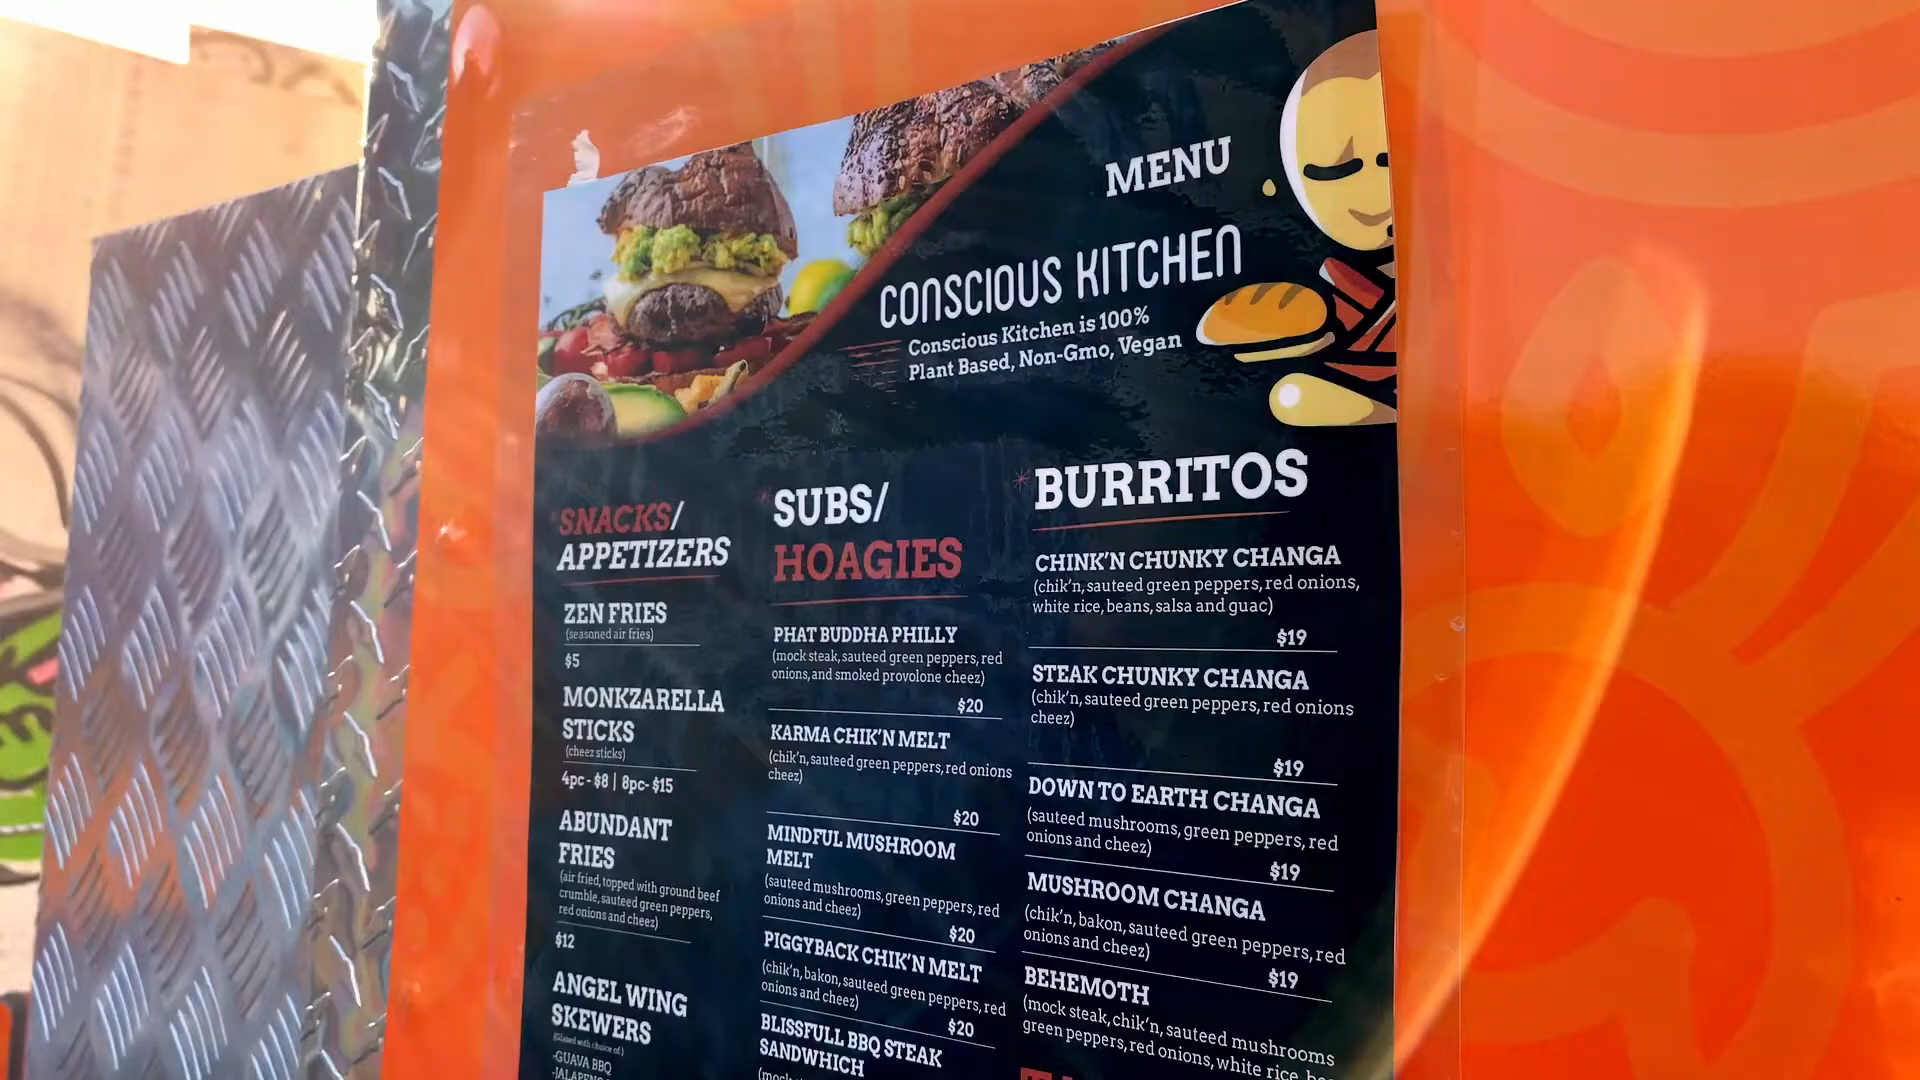 MENU
CONSCIOUS KITCHEN
Conscious Kitchen is 100%
Plant Based, Non-Gmo, Vegan
SNACKS/
APPETIZERS
ZEN FRIES
(seasoned air fries)
$5
MONKZARELLA
STICKS
(cheez sticks)
4pc - $8 | 8pc- $15
ABUNDANT
FRIES
(air fried, topped with ground beef
crumble, sauteed green peppers,
red onions and cheez)
$12
ANGEL WING
SKEWERS
(Glazed with choice of:)
-GUAVA BBQ
SUBS/
HOAGIES
PHAT BUDDHA PHILLY
(mock steak, sauteed green peppers, red
onions, and smoked provolone cheez)
$20
KARMA CHIK'N MELT
(chik'n, sauteed green peppers, red onions
cheez)
$20
MINDFUL MUSHROOM
MELT
(sauteed mushrooms, green peppers, red
onions and cheez)
$20
PIGGYBACK CHIK'N MELT
(chik'n, bakon, sauteed green peppers, red
onions and cheez)
$20
BLISSFULL BBQ STEAK
SANDWHICH
BURRITOS
CHINK'N CHUNKY CHANGA
(chik'n, sauteed green peppers, red onions,
white rice, beans, salsa and guac)
$19
STEAK CHUNKY CHANGA
(chik'n, sauteed green peppers, red onions
cheez)
$19
DOWN TO EARTH CHANGA
(sauteed mushrooms, green peppers, red
onions and cheez)
$19
MUSHROOM CHANGA
(chik'n, bakon, sauteed green peppers, red
onions and cheez)
$19
BEHEMOTH
(mock steak, chik'n, sauteed mushrooms
green peppers, red onions, white rice,